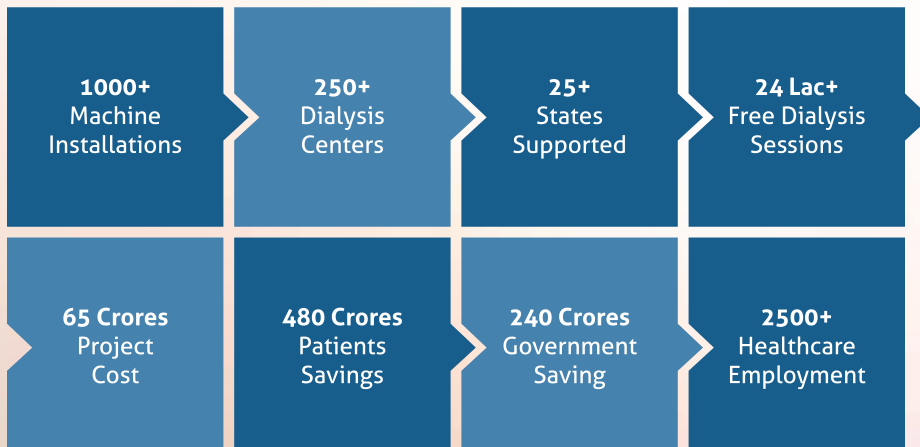 1000+
Machine
Installations
250+
Dialysis
Centers
25+
States
Supported
24 Lac+
Free Dialysis
Sessions
65 Crores
Project
Cost
480 Crores
Patients
Savings
240 Crores
Government
Saving
2500+
Healthcare
Employment